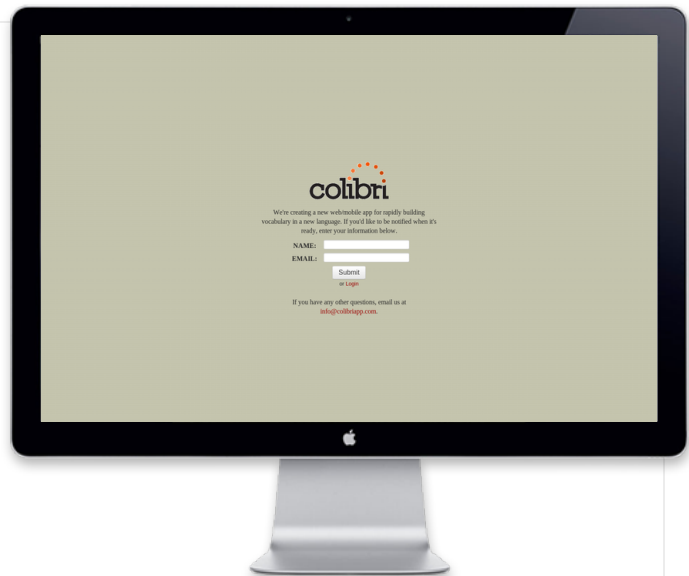 colibri
We're creating a new web/mobile app for rapidly building
vocabulary in a new language. If you'd like to be notified when it's
ready, enter your information below.
NAME:
EMAIL:
Submit
or Login
If you have any other questions, email us at
info@colibriapp.com.